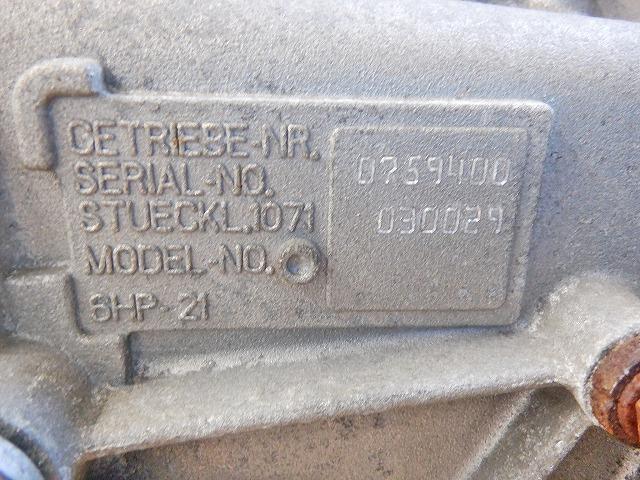 GETRIEBE-NR.
SERIAL-NO. 0759400
STUECKL.1071 030029
MODEL-NO.
6HP-21